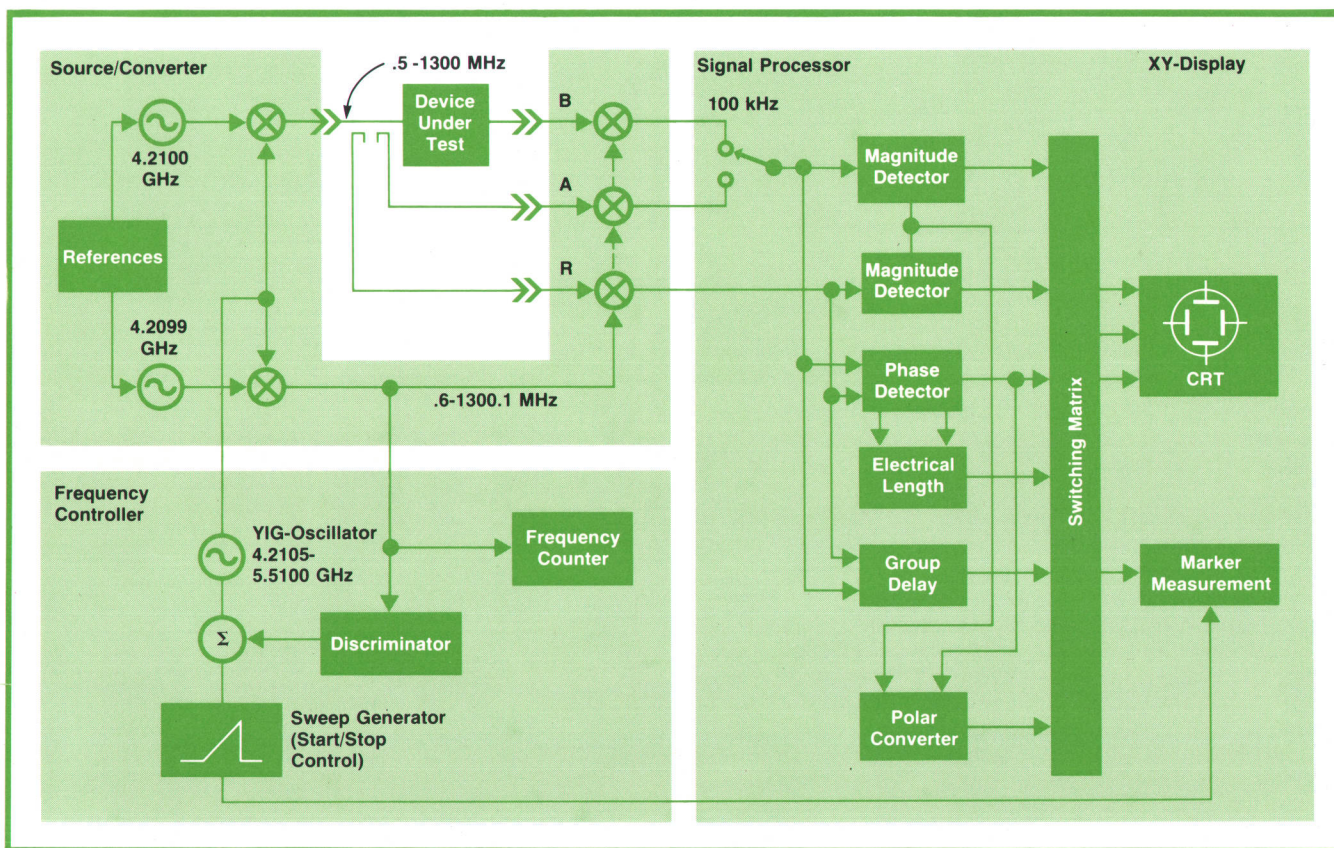 Source/Converter
.5 -1300 MHz
Signal Processor
XY-Display
4.2100
GHz
Device
Under
Test
B
100 kHz
Magnitude
Detector
A
References
R
Magnitude
Detector
4.2099
GHz
.6-1300.1 MHz
Phase
Detector
CRT
Switching Matrix
Electrical
Length
Frequency
Controller
YIG-Oscillator
4.2105-
5.5100 GHz
Frequency
Counter
Group
Delay
Marker
Measurement
Σ
Discriminator
Sweep Generator
(Start/Stop
Control)
Polar
Converter